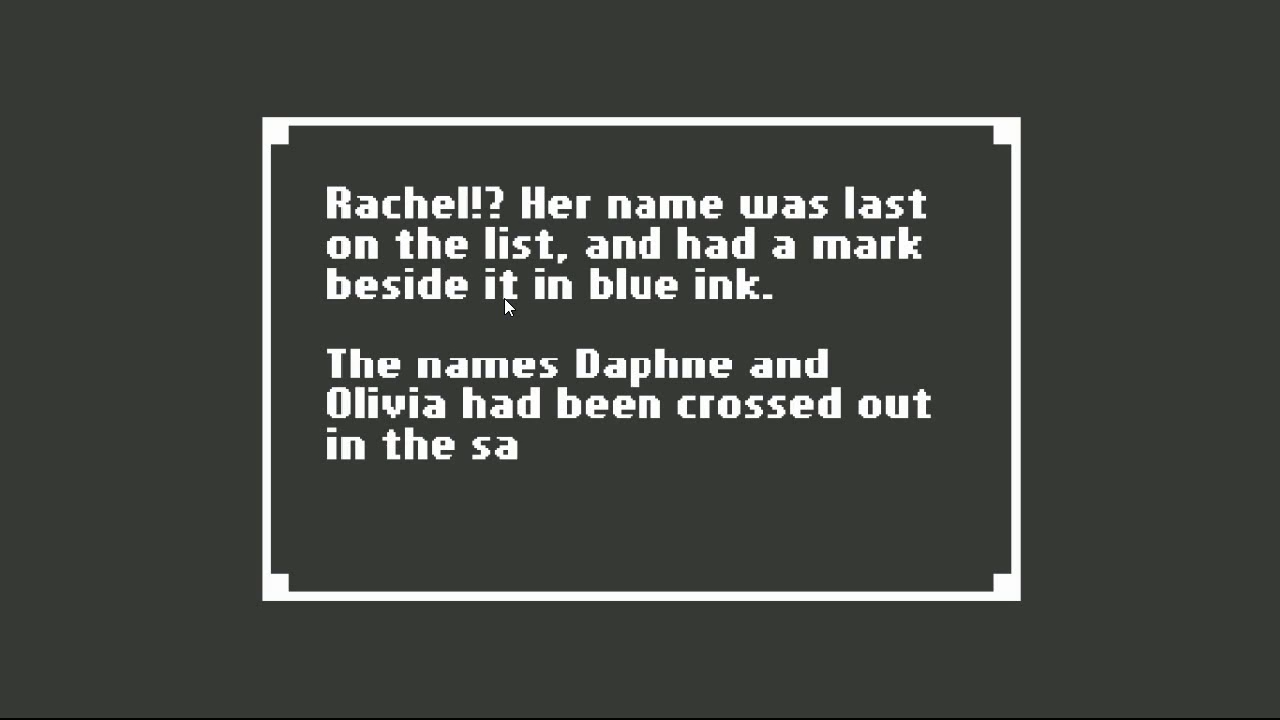 Rachel!? Her name was last
on the list, and had a mark
beside it in blue ink.
The names Daphne and
Olivia had been crossed out
in the sa